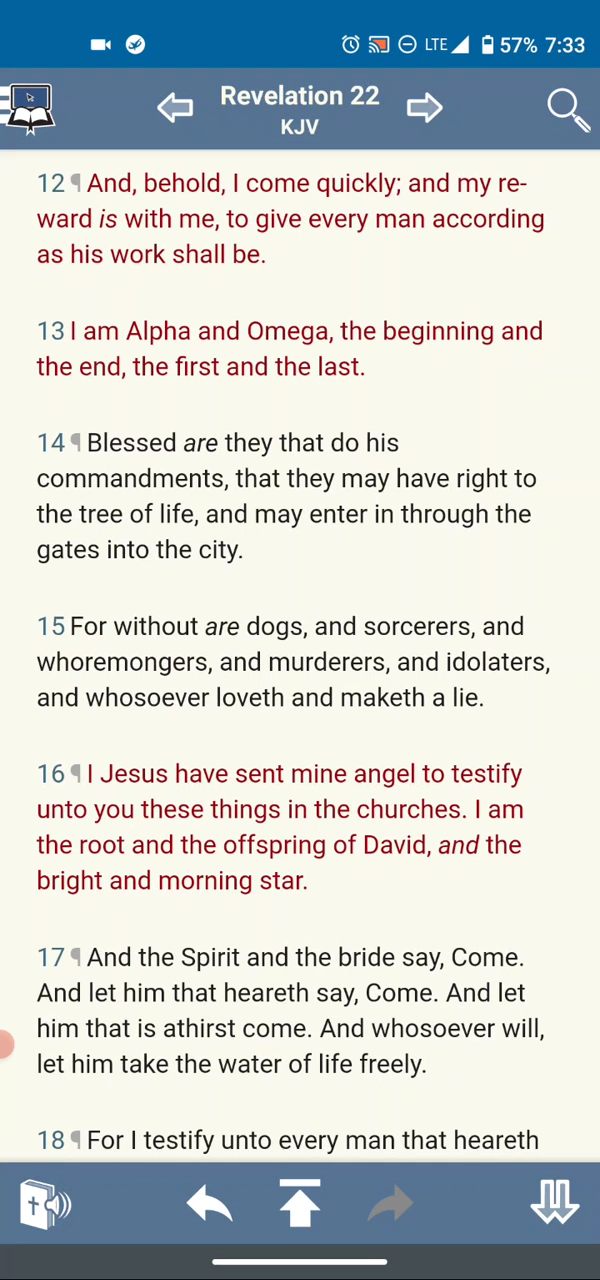 LTE 57% 7:33
Revelation 22
KJV
12 ¶ And, behold, I come quickly; and my re-
ward is with me, to give every man according
as his work shall be.
13 I am Alpha and Omega, the beginning and
the end, the first and the last.
14 ¶ Blessed are they that do his
commandments, that they may have right to
the tree of life, and may enter in through the
gates into the city.
15 For without are dogs, and sorcerers, and
whoremongers, and murderers, and idolaters,
and whosoever loveth and maketh a lie.
16 ¶ I Jesus have sent mine angel to testify
unto you these things in the churches. I am
the root and the offspring of David, and the
bright and morning star.
17 ¶ And the Spirit and the bride say, Come.
And let him that heareth say, Come. And let
him that is athirst come. And whosoever will,
let him take the water of life freely.
18 ¶ For I testify unto every man that heareth